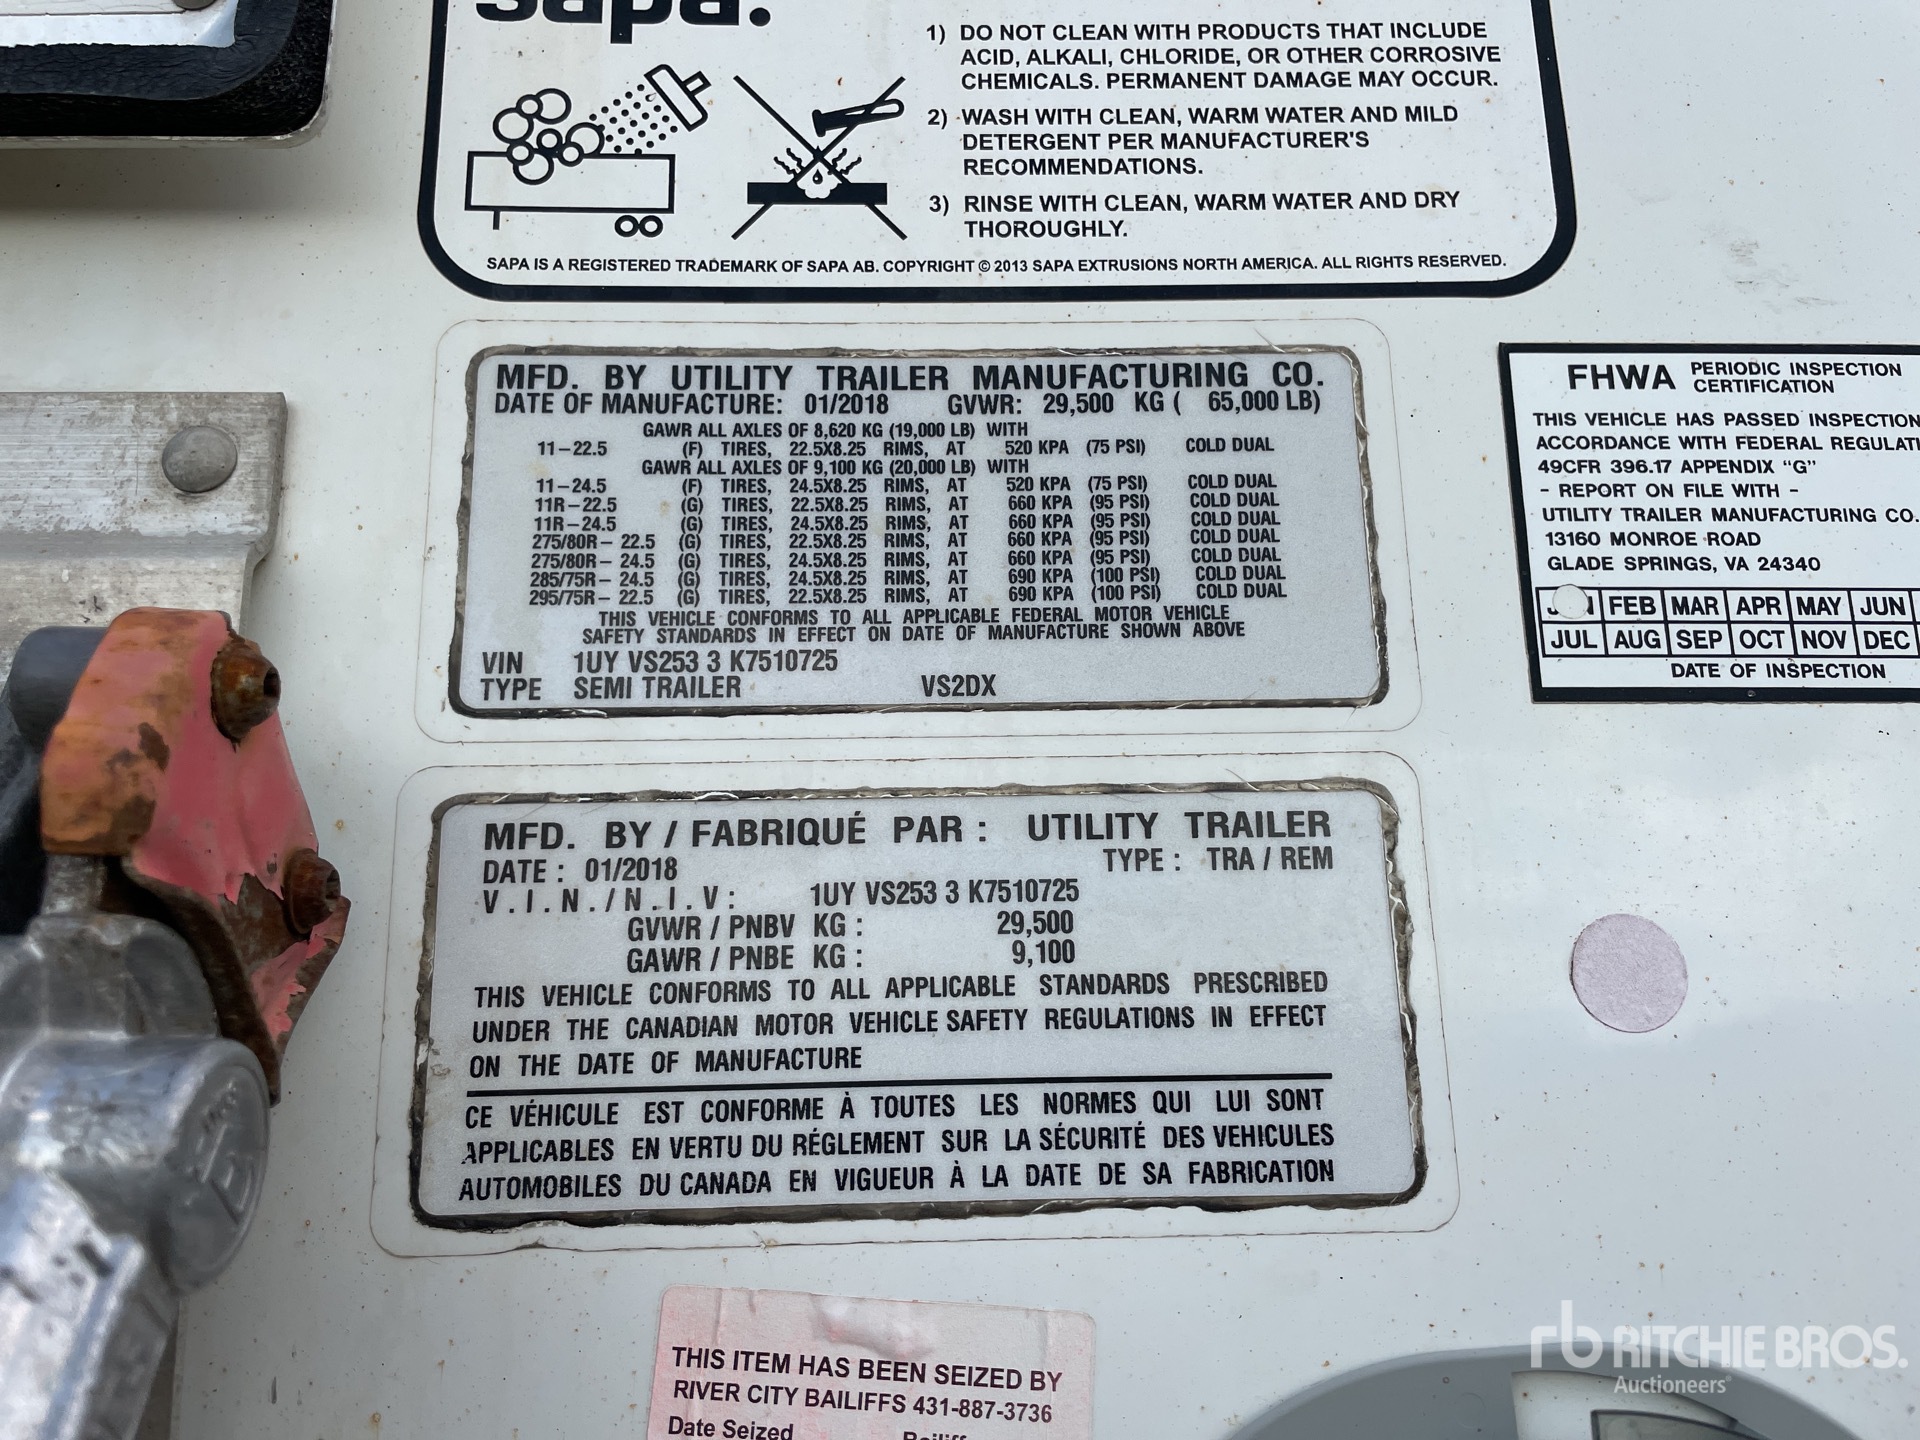 sapa.
1) DO NOT CLEAN WITH PRODUCTS THAT INCLUDE
ACID, ALKALI, CHLORIDE, OR OTHER CORROSIVE
CHEMICALS. PERMANENT DAMAGE MAY OCCUR.
2) WASH WITH CLEAN, WARM WATER AND MILD
DETERGENT PER MANUFACTURER'S
RECOMMENDATIONS.
3) RINSE WITH CLEAN, WARM WATER AND DRY
THOROUGHLY.
SAPA IS A REGISTERED TRADEMARK OF SAPA AB. COPYRIGHT © 2013 SAPA EXTRUSIONS NORTH AMERICA. ALL RIGHTS RESERVED.
MFD. BY UTILITY TRAILER MANUFACTURING CO.
DATE OF MANUFACTURE: 01/2018 GVWR: 29,500 KG ( 65,000 LB)
GAWR ALL AXLES OF 8,620 KG (19,000 LB) WITH
11-22.5 (F) TIRES, 22.5X8.25 RIMS, AT 520 KPA (75 PSI) COLD DUAL
GAWR ALL AXLES OF 9,100 KG (20,000 LB) WITH
11-24.5 (F) TIRES, 24.5X8.25 RIMS, AT 520 KPA (75 PSI) COLD DUAL
11R-22.5 (G) TIRES, 22.5X8.25 RIMS, AT 660 KPA (95 PSI) COLD DUAL
11R-24.5 (G) TIRES, 24.5X8.25 RIMS, AT 660 KPA (95 PSI) COLD DUAL
275/80R- 22.5 (G) TIRES, 22.5X8.25 RIMS, AT 660 KPA (95 PSI) COLD DUAL
275/80R- 24.5 (G) TIRES, 24.5X8.25 RIMS, AT 660 KPA (95 PSI) COLD DUAL
285/75R- 24.5 (G) TIRES, 24.5X8.25 RIMS, AT 690 KPA (100 PSI) COLD DUAL
295/75R- 22.5 (G) TIRES, 22.5X8.25 RIMS, AT 690 KPA (100 PSI) COLD DUAL
THIS VEHICLE CONFORMS TO ALL APPLICABLE FEDERAL MOTOR VEHICLE
SAFETY STANDARDS IN EFFECT ON DATE OF MANUFACTURE SHOWN ABOVE
VIN 1UY VS253 3 K7510725
TYPE SEMI TRAILER VS2DX
FHWA PERIODIC INSPECTION
CERTIFICATION
THIS VEHICLE HAS PASSED INSPECTION
ACCORDANCE WITH FEDERAL REGULATI
49CFR 396.17 APPENDIX "G"
- REPORT ON FILE WITH -
UTILITY TRAILER MANUFACTURING CO.
13160 MONROE ROAD
GLADE SPRINGS, VA 24340
FEB MAR APR MAY JUN
JUL AUG SEP OCT NOV DEC
DATE OF INSPECTION
MFD. BY / FABRIQUÉ PAR : UTILITY TRAILER
DATE : 01/2018 TYPE : TRA / REM
V.I.N./N.I.V: 1UY VS253 3 K7510725
GVWR / PNBV KG : 29,500
GAWR / PNBE KG : 9,100
THIS VEHICLE CONFORMS TO ALL APPLICABLE STANDARDS PRESCRIBED
UNDER THE CANADIAN MOTOR VEHICLE SAFETY REGULATIONS IN EFFECT
ON THE DATE OF MANUFACTURE
CE VÉHICULE EST CONFORME À TOUTES LES NORMES QUI LUI SONT
APPLICABLES EN VERTU DU RÉGLEMENT SUR LA SÉCURITÉ DES VEHICULES
AUTOMOBILES DU CANADA EN VIGUEUR À LA DATE DE SA FABRICATION
THIS ITEM HAS BEEN SEIZED BY
RIVER CITY BAILIFFS 431-887-3736
Date Seized
rb RITCHIE BROS.
Auctioneers